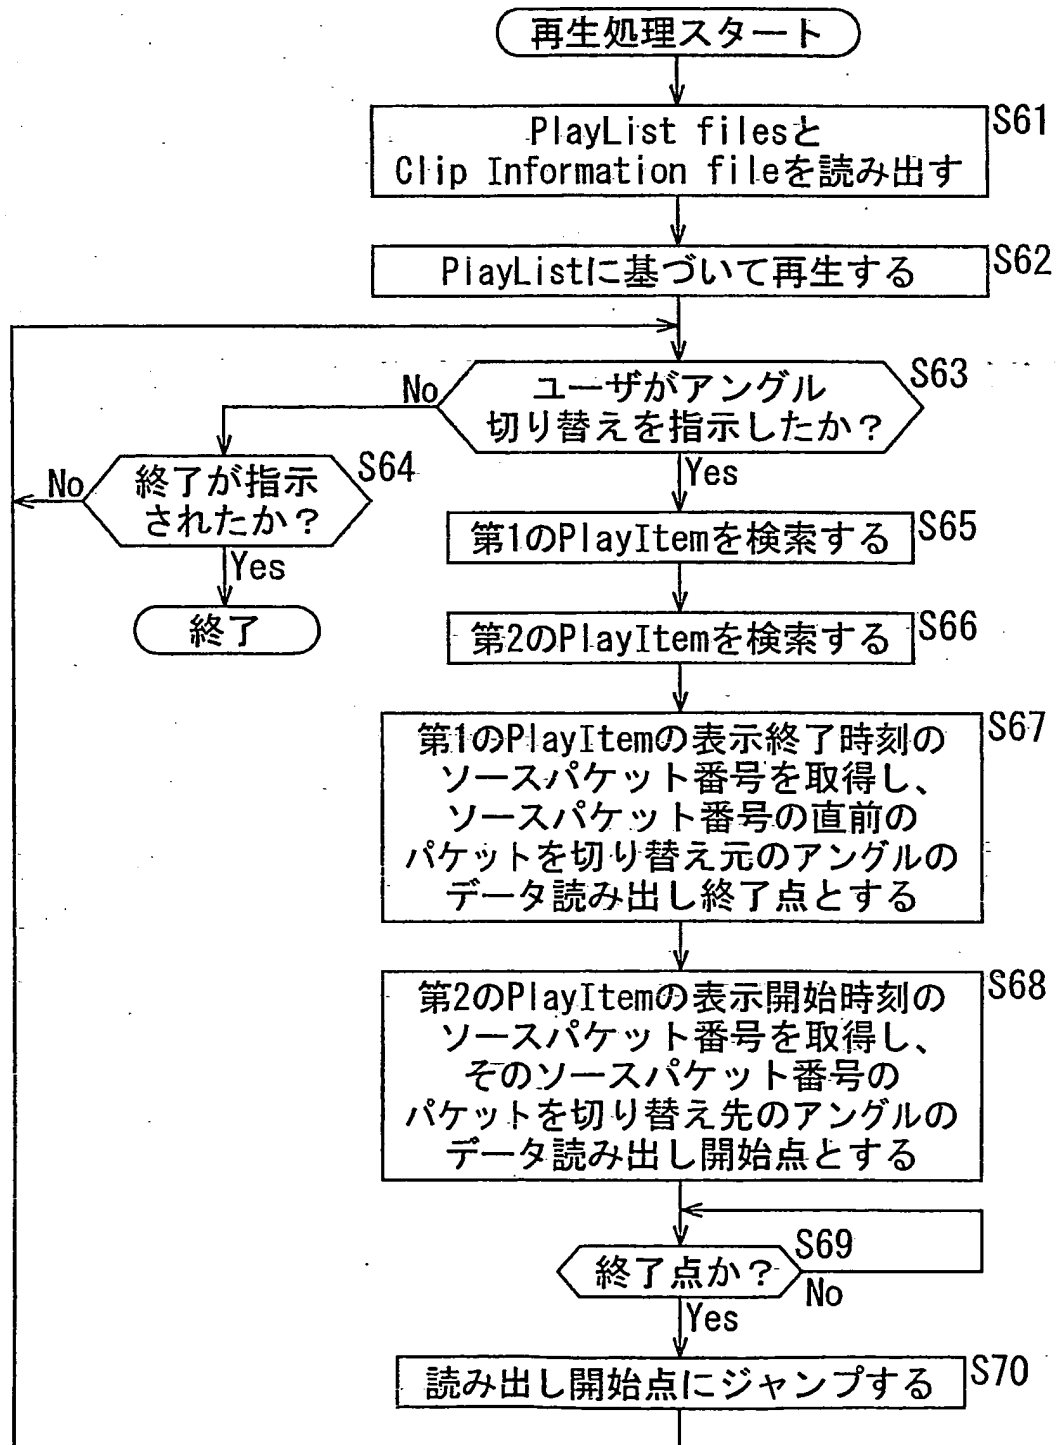 再生処理スタート
PlayList filesと
Clip Information fileを読み出す
S61
PlayListに基づいて再生する
S62
ユーザがアングル
切り替えを指示したか?
S63
No
Yes
終了が指示
されたか?
S64
No
Yes
終了
第1のPlayItemを検索する
S65
第2のPlayItemを検索する
S66
第1のPlayItemの表示終了時刻の
ソースパケット番号を取得し、
ソースパケット番号の直前の
パケットを切り替え元のアングルの
データ読み出し終了点とする
S67
第2のPlayItemの表示開始時刻の
ソースパケット番号を取得し、
そのソースパケット番号の
パケットを切り替え先のアングルの
データ読み出し開始点とする
S68
終了点か?
S69
No
Yes
読み出し開始点にジャンプする
S70